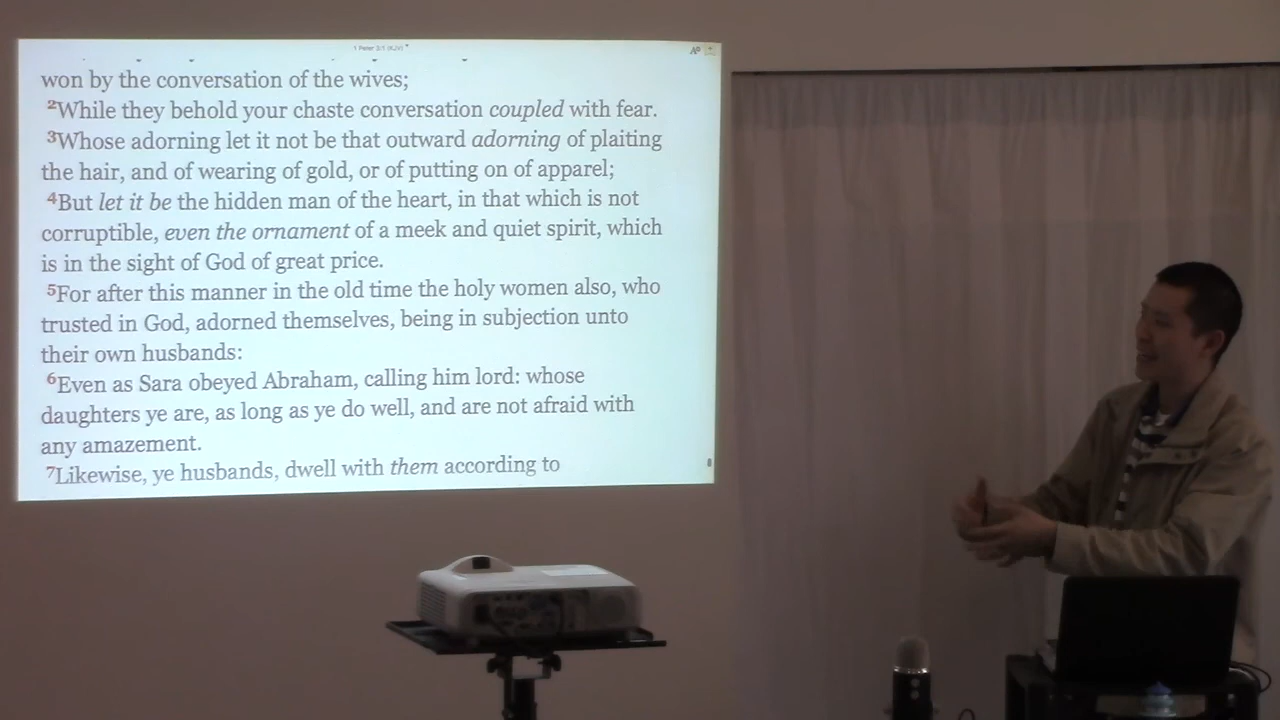 1 Peter 3:1 (KJV)
won by the conversation of the wives;
2While they behold your chaste conversation coupled with fear.
3Whose adorning let it not be that outward adorning of plaiting
the hair, and of wearing of gold, or of putting on of apparel;
4But let it be the hidden man of the heart, in that which is not
corruptible, even the ornament of a meek and quiet spirit, which
is in the sight of God of great price.
5For after this manner in the old time the holy women also, who
trusted in God, adorned themselves, being in subjection unto
their own husbands:
6Even as Sara obeyed Abraham, calling him lord: whose
daughters ye are, as long as ye do well, and are not afraid with
any amazement.
7Likewise, ye husbands, dwell with them according to